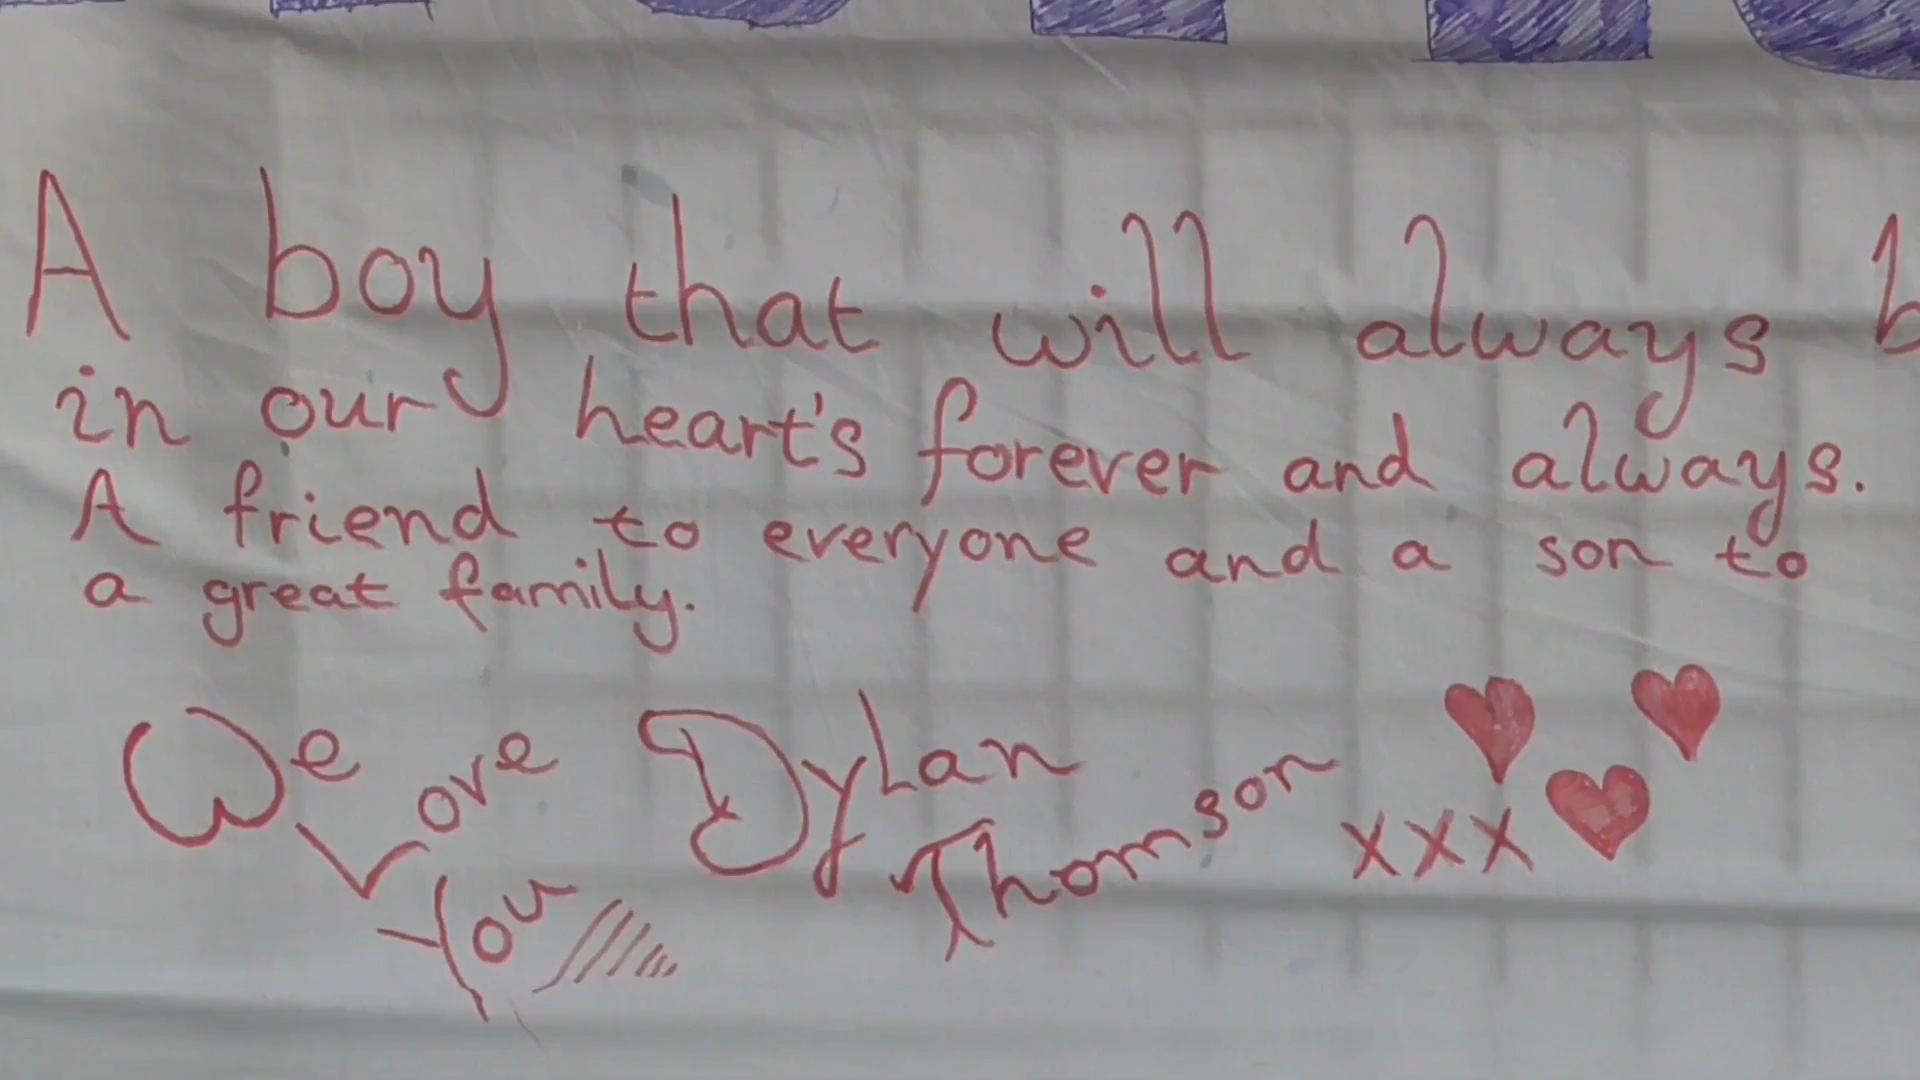 A boy that will always b
in our heart's forever and always.
A friend to everyone and a son to
a great family.
We Love You Dylan Thomson xxx